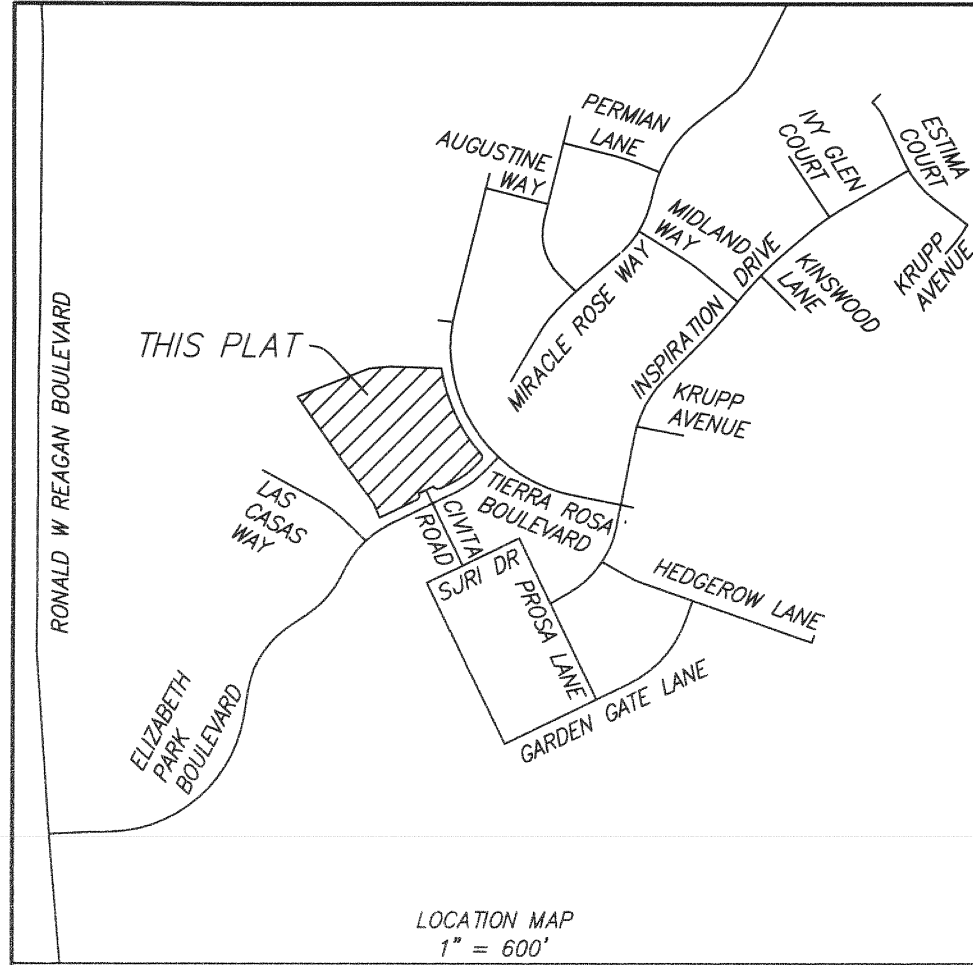 PERMIAN
LANE
AUGUSTINE
WAY
IVY GLEN
COURT
ESTIMA
COURT
MIDLAND
WAY
KRUPP
AVENUE
KINSWOOD
LANE
INSPIRATION DRIVE
MIRACLE ROSE WAY
THIS PLAT
RONALD W REAGAN BOULEVARD
KRUPP
AVENUE
LAS
CASAS
WAY
TIERRA ROSA
BOULEVARD
CIVITA
ROAD
SJRI DR
PROSA LANE
HEDGEROW LANE
GARDEN GATE LANE
ELIZABETH
PARK
BOULEVARD
LOCATION MAP
1" = 600'